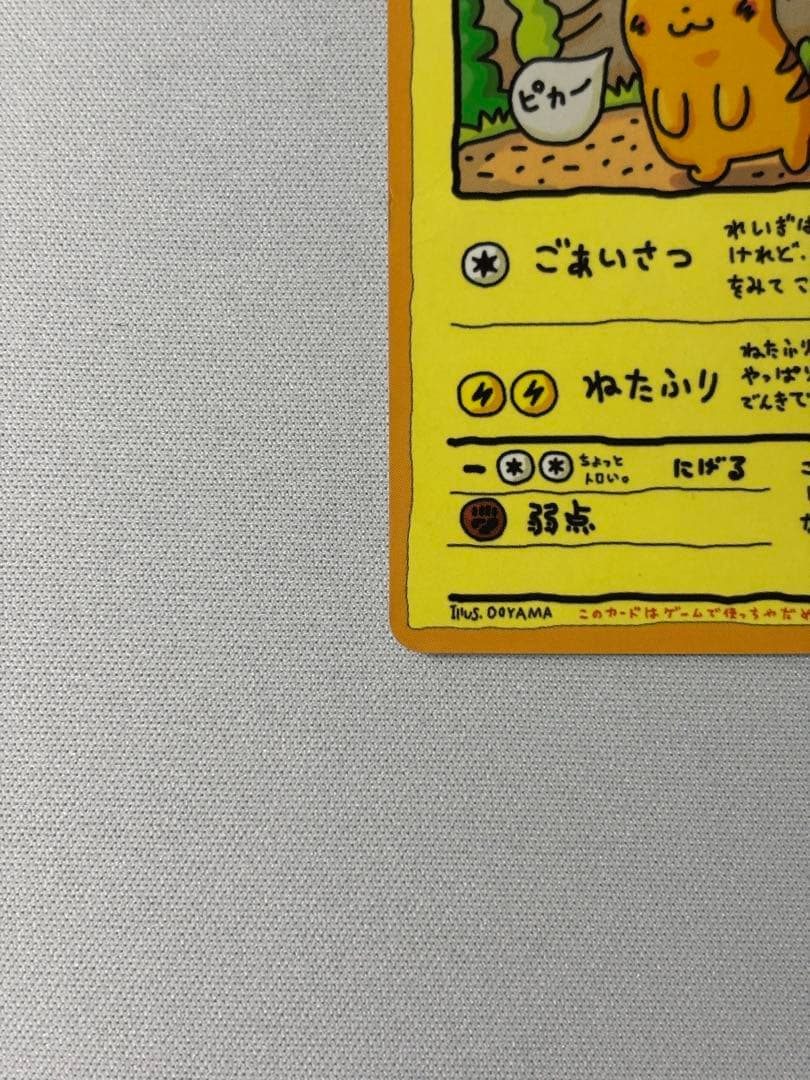 ピカー
ごあいさつ
れいぎは
けれど、
をみて こ
ねたふり
ねたふり
やっぱり
でんきで
ー ちょっと
トロい。
にげる
弱点
Illus. OOYAMA このカードはゲームで使っちゃだめ